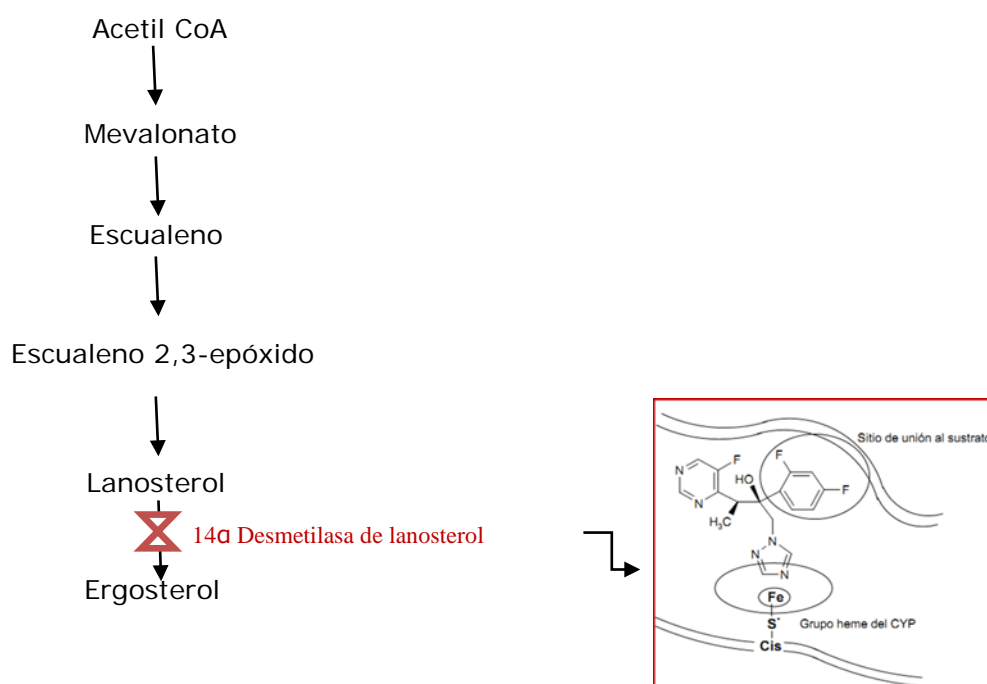 Acetil CoA
Mevalonato
Escualeno
Escualeno 2,3-epóxido
Lanosterol
14α Desmetilasa de lanosterol
Ergosterol
Sitio de unión al sustrato
F
F
N
HO
N
F
H₃C
N
N
N
Fe
S-
Grupo heme del CYP
Cis